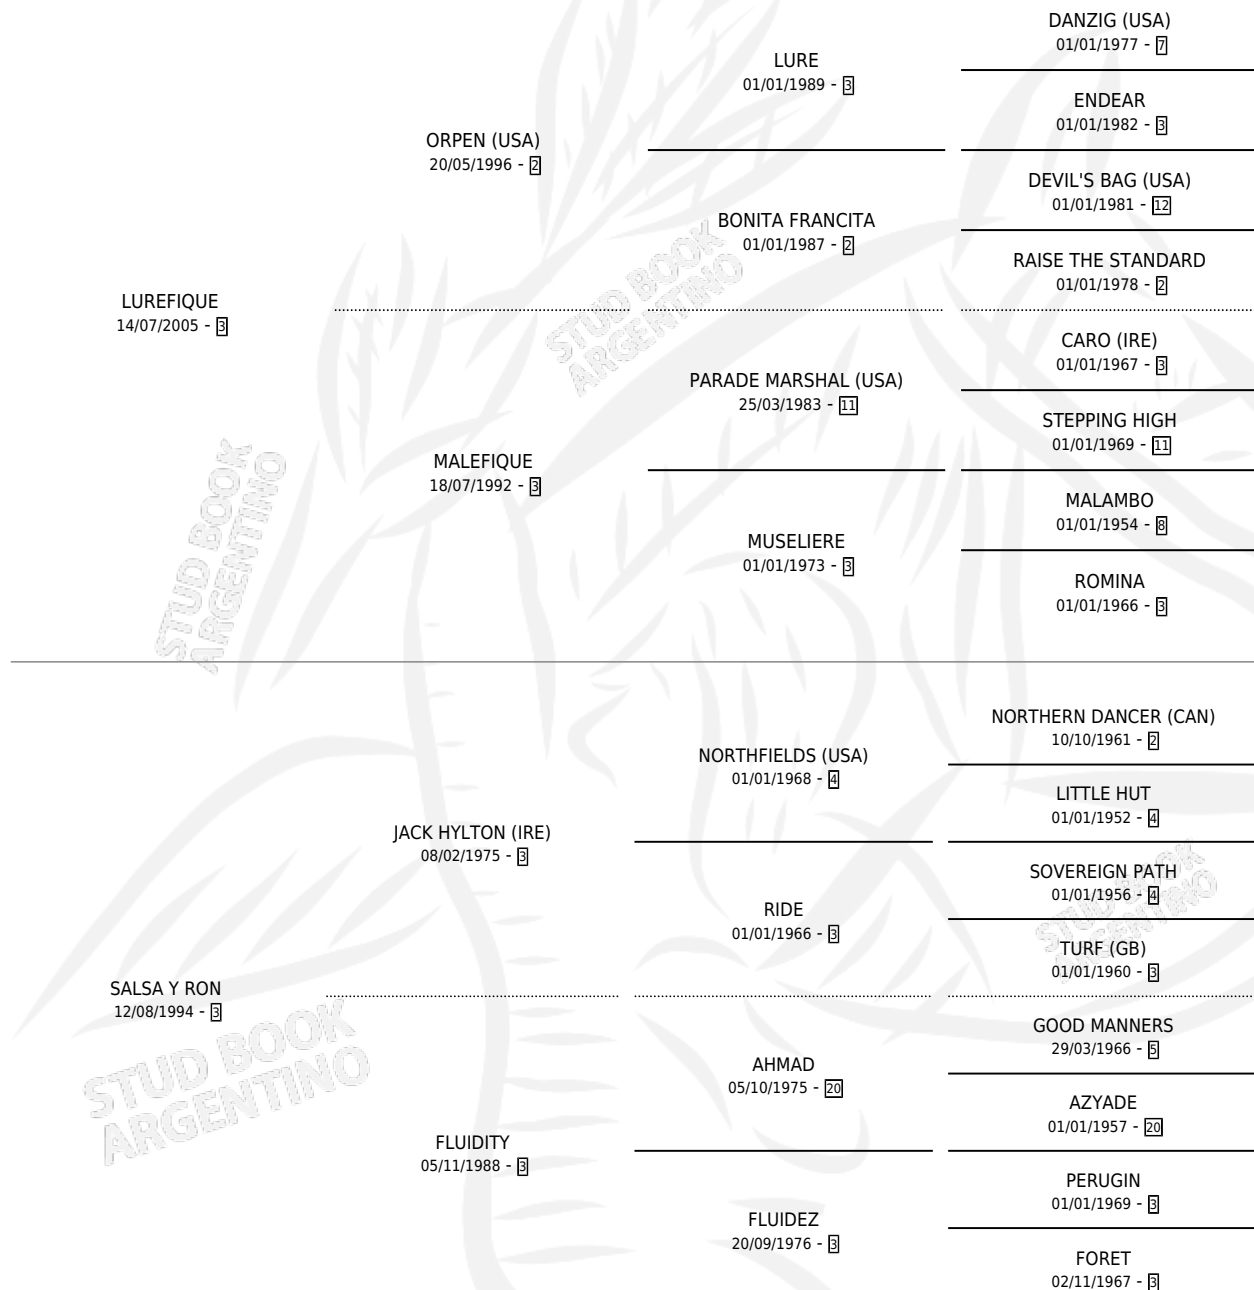 DANZIG (USA)
01/01/1977 - 7
LURE
01/01/1989 - 3
ENDEAR
01/01/1982 - 3
ORPEN (USA)
20/05/1996 - 2
DEVIL'S BAG (USA)
01/01/1981 - 12
BONITA FRANCITA
01/01/1987 - 2
RAISE THE STANDARD
01/01/1978 - 2
LUREFIQUE
14/07/2005 - 3
CARO (IRE)
01/01/1967 - 3
PARADE MARSHAL (USA)
25/03/1983 - 11
STEPPING HIGH
01/01/1969 - 11
MALEFIQUE
18/07/1992 - 3
MALAMBO
01/01/1954 - 8
MUSELIERE
01/01/1973 - 3
ROMINA
01/01/1966 - 3
NORTHERN DANCER (CAN)
10/10/1961 - 2
NORTHFIELDS (USA)
01/01/1968 - 4
LITTLE HUT
01/01/1952 - 4
JACK HYLTON (IRE)
08/02/1975 - 3
SOVEREIGN PATH
01/01/1956 - 4
RIDE
01/01/1966 - 3
TURF (GB)
01/01/1960 - 3
SALSA Y RON
12/08/1994 - 3
GOOD MANNERS
29/03/1966 - 5
AHMAD
05/10/1975 - 20
AZYADE
01/01/1957 - 20
FLUIDITY
05/11/1988 - 3
PERUGIN
01/01/1969 - 3
FLUIDEZ
20/09/1976 - 3
FORET
02/11/1967 - 3
STUD BOOK
ARGENTINO
STUD BOOK
ARGENTINO
STUD BOOK
ARGENTINO
STUD BOOK
ARGENTINO